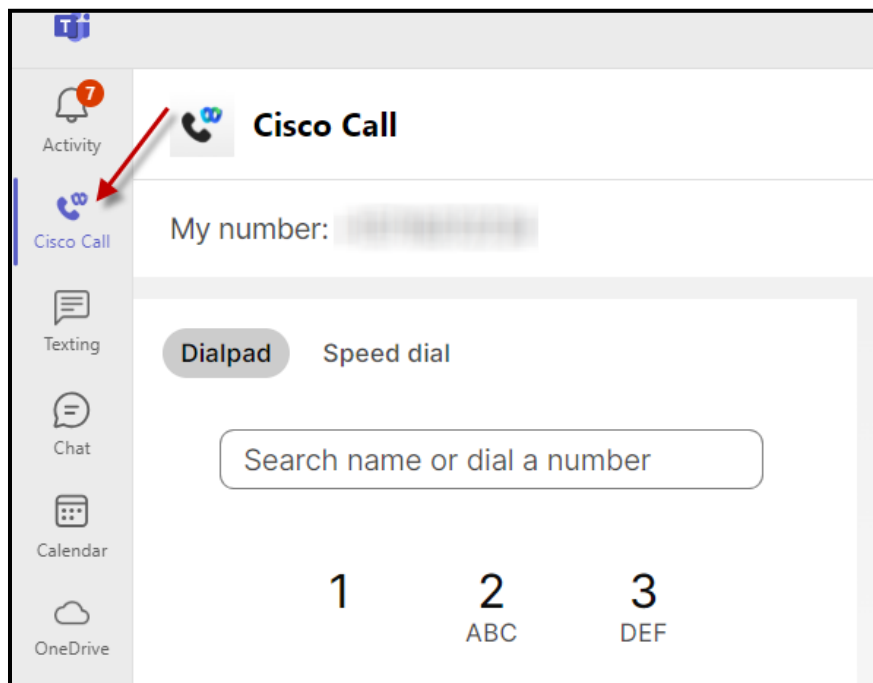 T
7
Activity
Cisco Call
Cisco Call
My number:
Texting
Dialpad Speed dial
Chat
Search name or dial a number
Calendar
1 2 3
ABC DEF
OneDrive